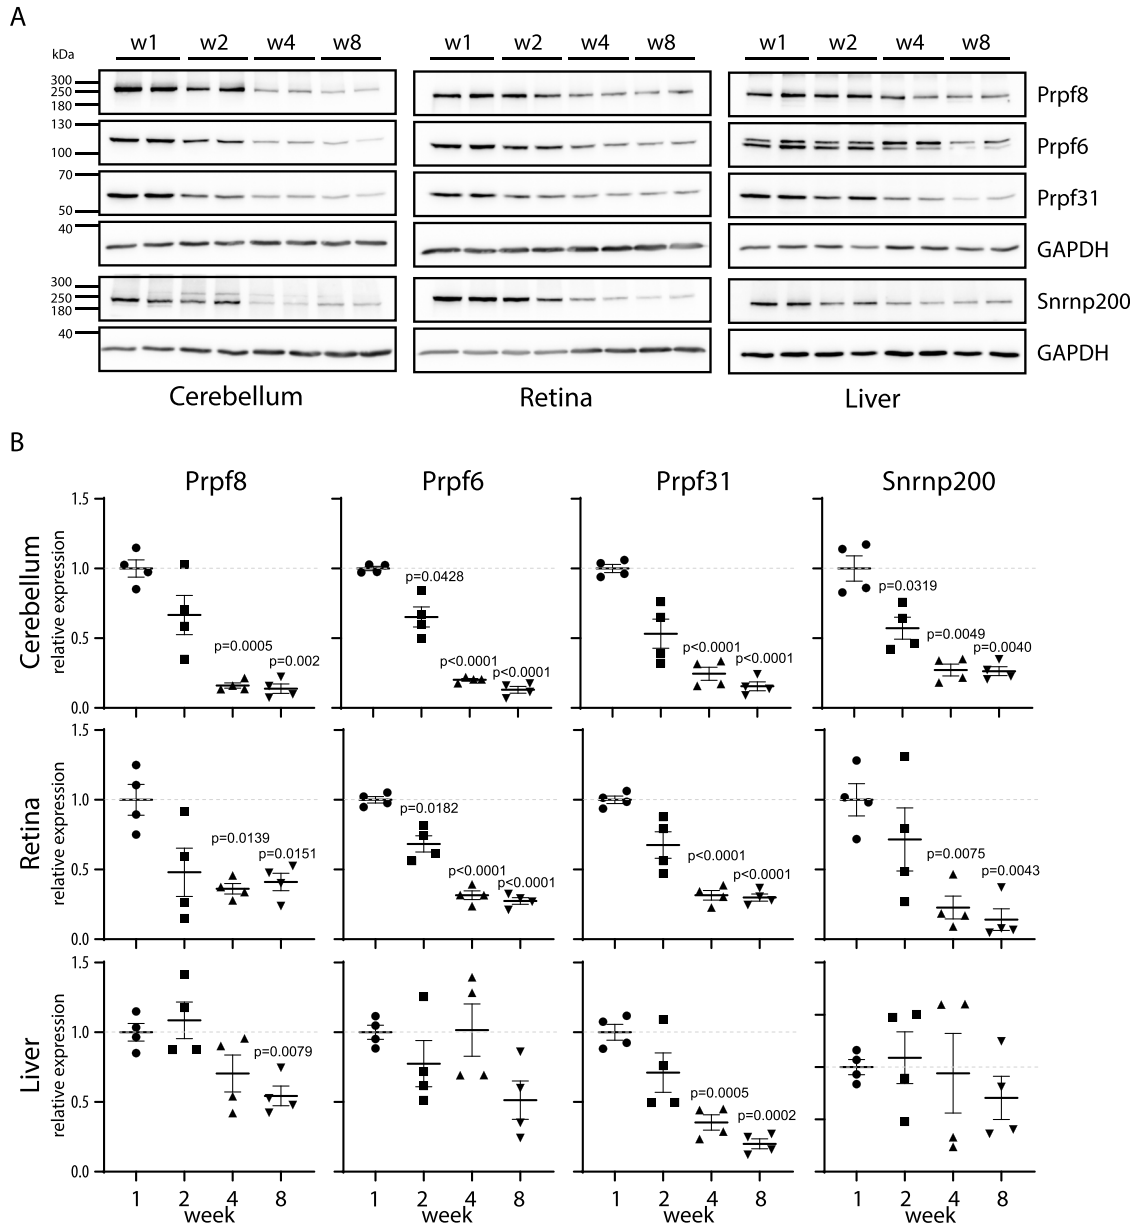 A
w1 w2 w4 w8 w1 w2 w4 w8 w1 w2 w4 w8
kDa
300
250
180
Prpf8
130
100
Prpf6
70
50
Prpf31
40
GAPDH
300
250
180
Snrnp200
40
GAPDH
Cerebellum Retina Liver
B
Prpf8 Prpf6 Prpf31 Snrnp200
Cerebellum
relative expression
1.5
1.0
0.5
0.0
p=0.0005
p=0.002
p=0.0428
p<0.0001
p<0.0001
p<0.0001
p<0.0001
p=0.0319
p=0.0049
p=0.0040
Retina
relative expression
1.5
1.0
0.5
0.0
p=0.0139
p=0.0151
p=0.0182
p<0.0001
p<0.0001
p<0.0001
p<0.0001
p=0.0075
p=0.0043
Liver
relative expression
1.5
1.0
0.5
0.0
p=0.0079
p=0.0005
p=0.0002
1 2 4 8 1 2 4 8 1 2 4 8 1 2 4 8
week week week week